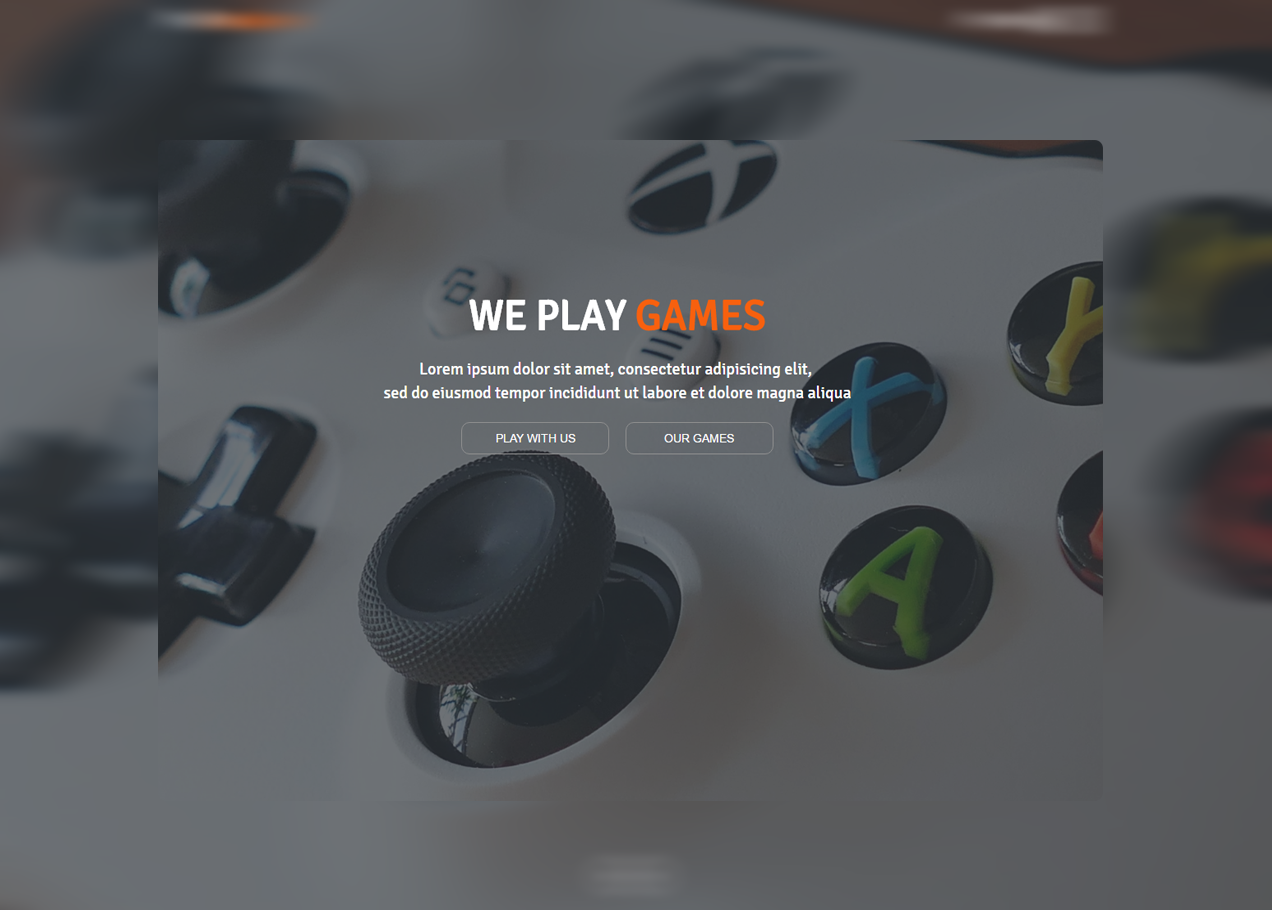 WE PLAY GAMES
Lorem ipsum dolor sit amet, consectetur adipisicing elit,
sed do eiusmod tempor incididunt ut labore et dolore magna aliqua
PLAY WITH US
OUR GAMES
Y
X
A